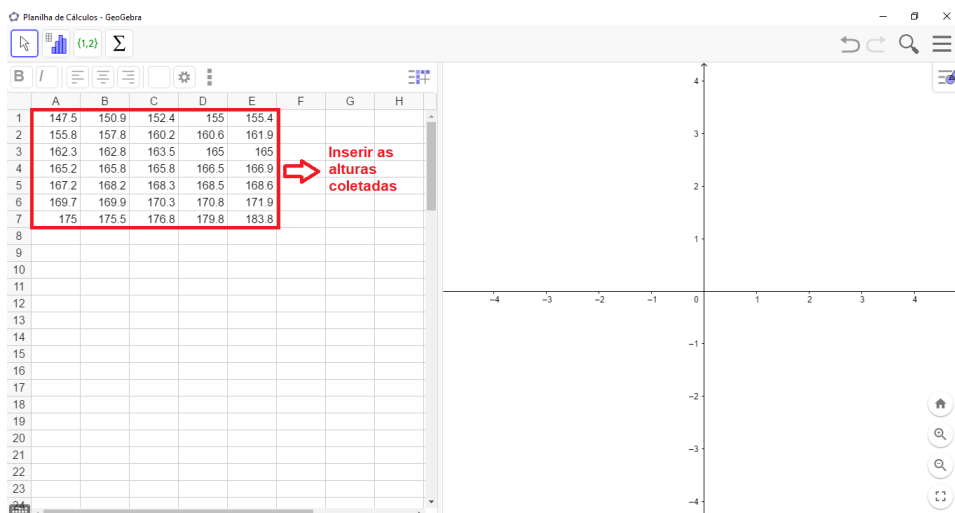 Planilha de Cálculos - GeoGebra
{1,2} Σ
B I
A B C D E F G H
1 147.5 150.9 152.4 155 155.4
2 155.8 157.8 160.2 160.6 161.9
3 162.3 162.8 163.5 165 165
4 165.2 165.8 165.8 166.5 166.9
5 167.2 168.2 168.3 168.5 168.6
6 169.7 169.9 170.3 170.8 171.9
7 175 175.5 176.8 179.8 183.8
8
9
10
11
12
13
14
15
16
17
18
19
20
21
22
23
24
Inserir as
alturas
coletadas
4
3
2
1
−4 −3 −2 −1 0 1 2 3 4
−1
−2
−3
−4